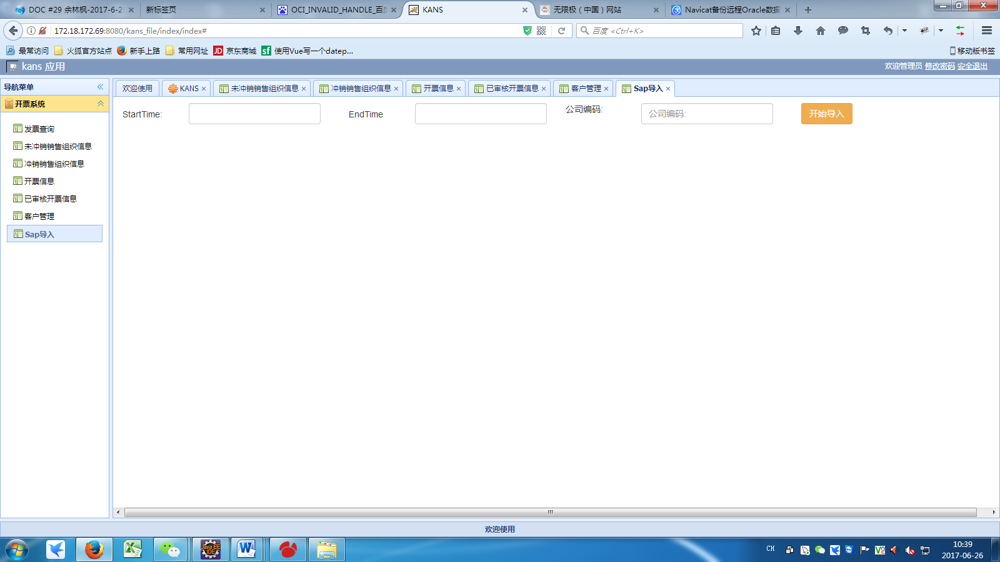 DOC #29 余林枫-2017-6-2
新标签页
OCI_INVALID_HANDLE_百度
KANS
无限极（中国）网站
Navicat备份远程Oracle数据
172.18.172.69:8080/kans_file/index/index#
百度 <Ctrl+K>
最常访问
火狐官方站点
新手上路
常用网址
JD 京东商城
sf 使用Vue写一个datep...
移动版书签
kans 应用
欢迎管理员 修改密码 安全退出
导航菜单
开票系统
发票查询
未冲销销售组织信息
冲销销售组织信息
开票信息
已审核开票信息
客户管理
Sap导入
欢迎使用
KANS
未冲销销售组织信息
冲销销售组织信息
开票信息
已审核开票信息
客户管理
Sap导入
StartTime:
EndTime
公司编码:
公司编码:
开始导入
欢迎使用
Java EE
IDE
CH
10:39
2017-06-26